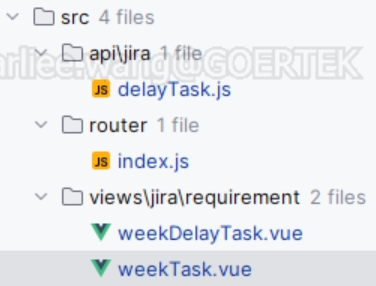 src 4 files
api\jira 1 file
JS delayTask.js
router 1 file
JS index.js
views\jira\requirement 2 files
weekDelayTask.vue
weekTask.vue